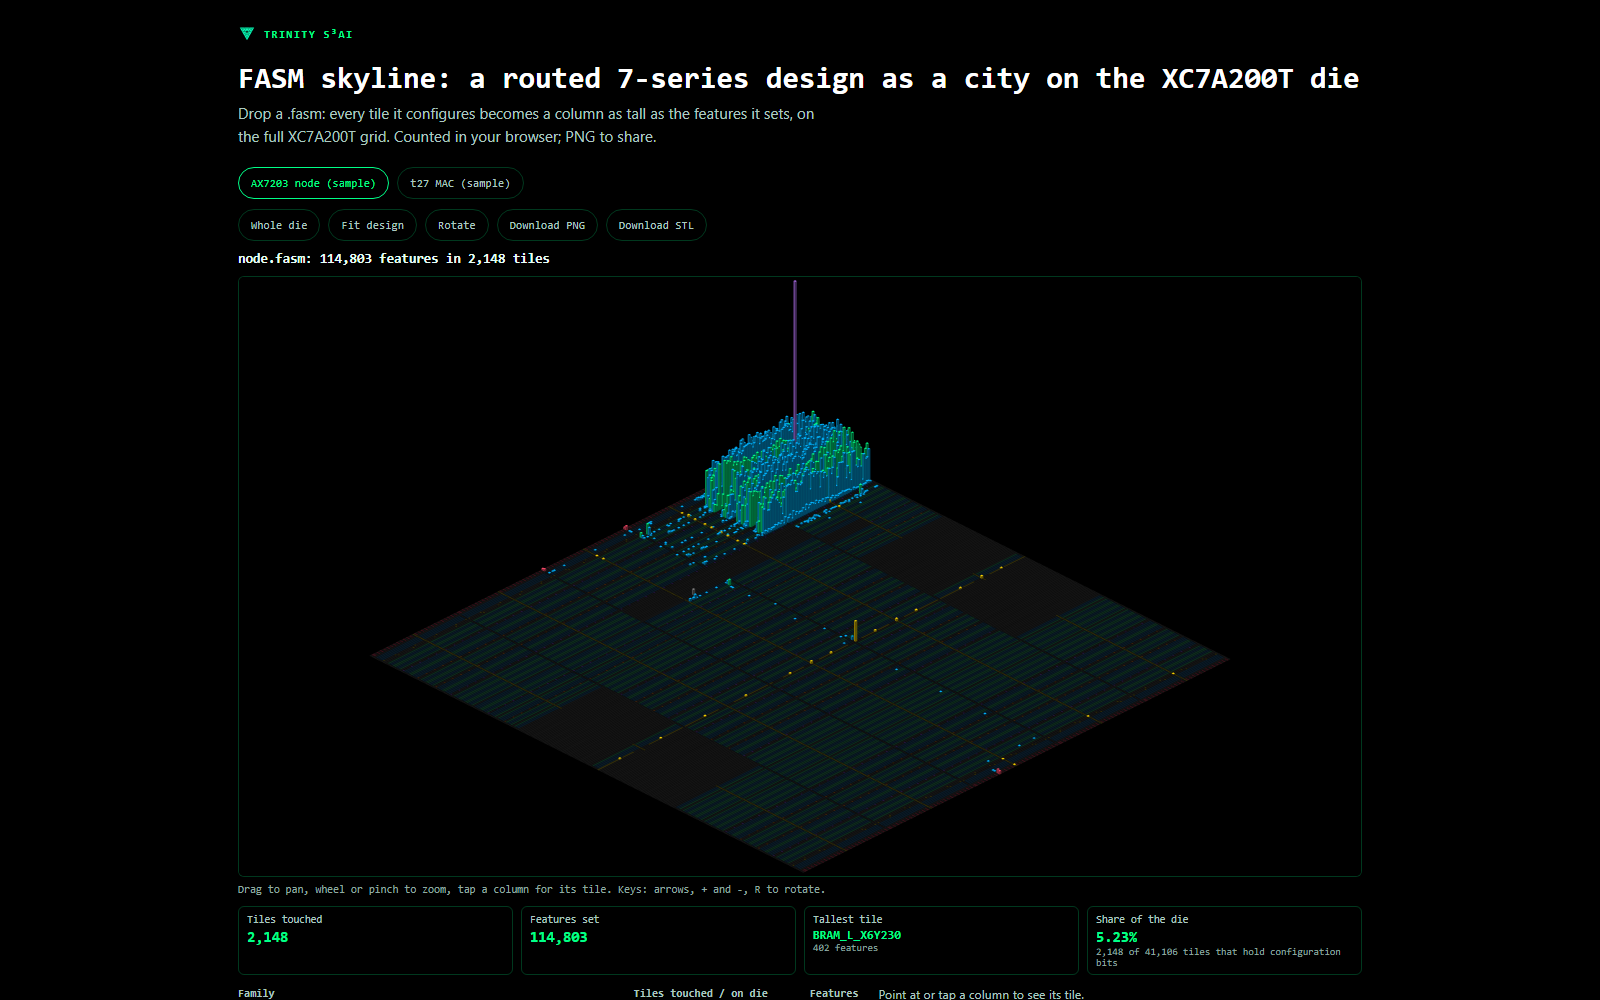 TRINITY S³AI
FASM skyline: a routed 7-series design as a city on the XC7A200T die
Drop a .fasm: every tile it configures becomes a column as tall as the features it sets, on
the full XC7A200T grid. Counted in your browser; PNG to share.
AX7203 node (sample)
t27 MAC (sample)
Whole die
Fit design
Rotate
Download PNG
Download STL
node.fasm: 114,803 features in 2,148 tiles
Drag to pan, wheel or pinch to zoom, tap a column for its tile. Keys: arrows, + and -, R to rotate.
Tiles touched
2,148
Features set
114,803
Tallest tile
BRAM_L_X6Y230
402 features
Share of the die
5.23%
2,148 of 41,106 tiles that hold configuration
bits
Family
Tiles touched / on die
Features
Point at or tap a column to see its tile.